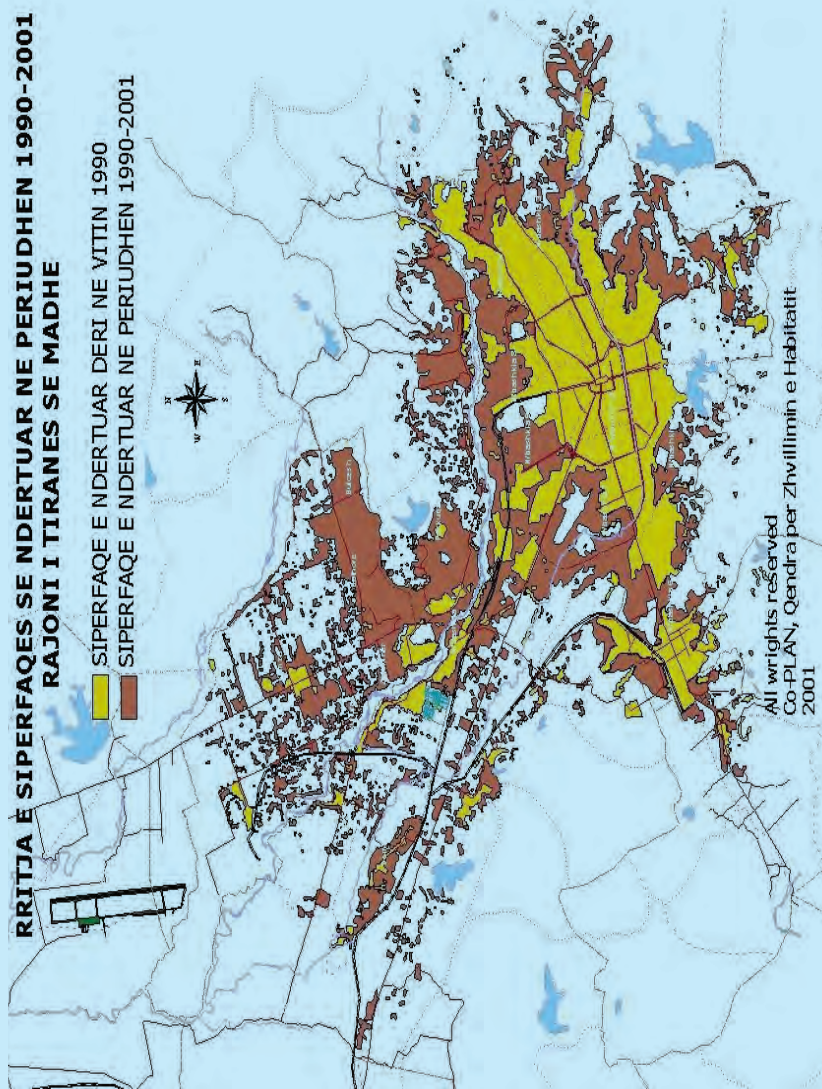 RRITJA E SIPERFAQES SE NDERTUAR NE PERIUDHEN 1990-2001
RAJONI I TIRANES SE MADHE
SIPERFAQE E NDERTUAR DERI NE VITIN 1990
SIPERFAQE E NDERTUAR NE PERIUDHEN 1990-2001
N
W
E
S
All wrights reserved
Co-PLAN, Qendra per Zhvillimin e Habitatit
2001